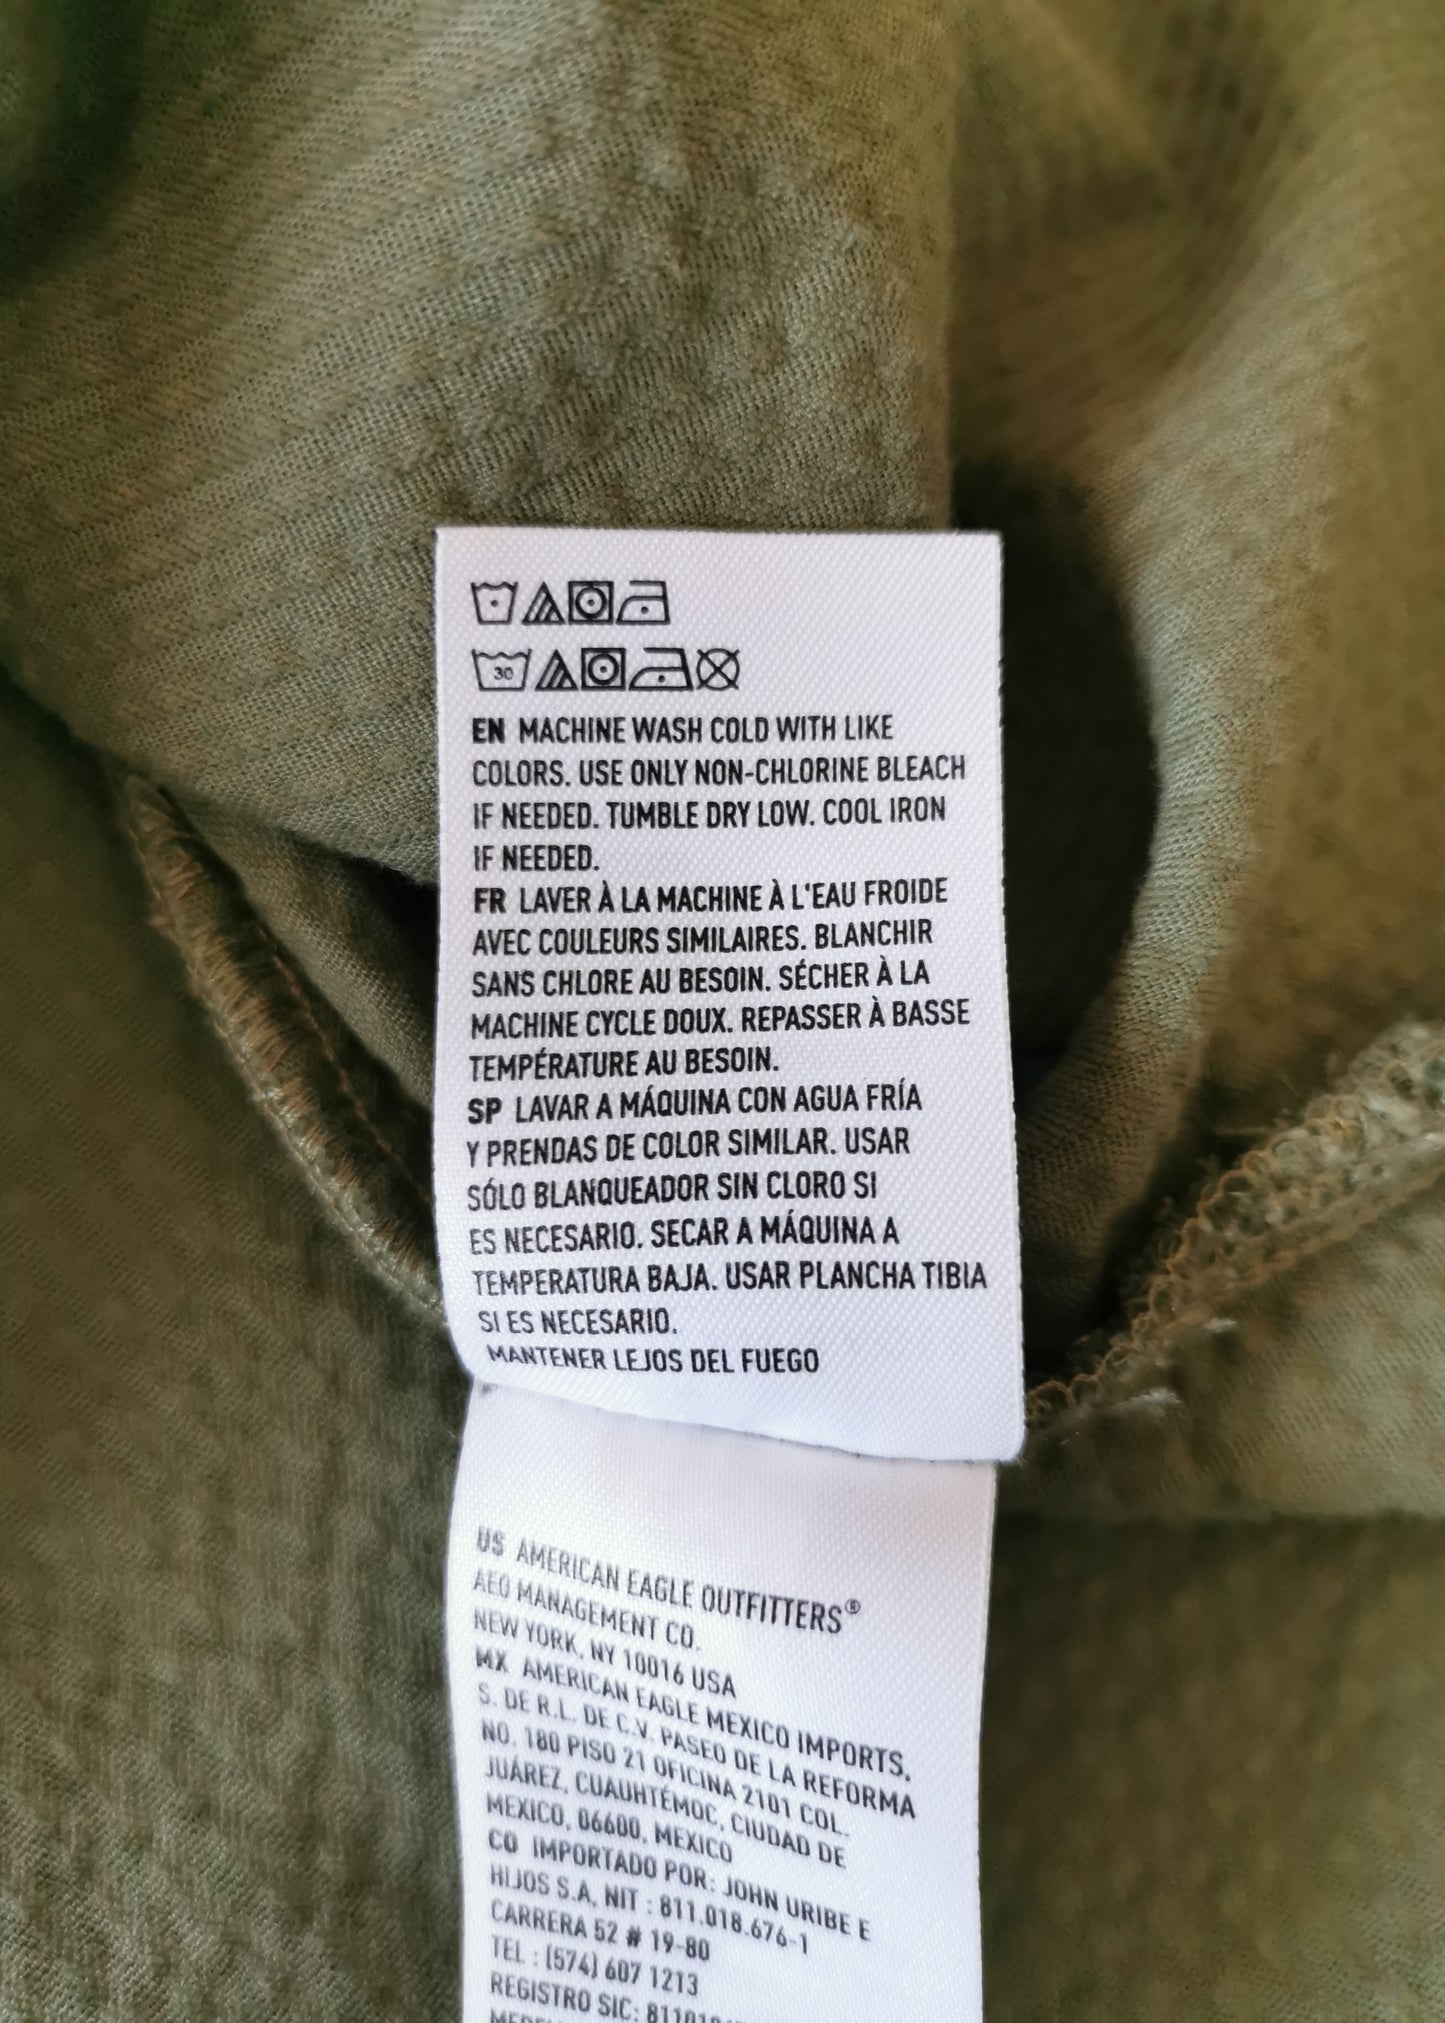 30
EN MACHINE WASH COLD WITH LIKE
COLORS. USE ONLY NON-CHLORINE BLEACH
IF NEEDED. TUMBLE DRY LOW. COOL IRON
IF NEEDED.
FR LAVER À LA MACHINE À L'EAU FROIDE
AVEC COULEURS SIMILAIRES. BLANCHIR
SANS CHLORE AU BESOIN. SÉCHER À LA
MACHINE CYCLE DOUX. REPASSER À BASSE
TEMPÉRATURE AU BESOIN.
SP LAVAR A MÁQUINA CON AGUA FRÍA
Y PRENDAS DE COLOR SIMILAR. USAR
SÓLO BLANQUEADOR SIN CLORO SI
ES NECESARIO. SECAR A MÁQUINA A
TEMPERATURA BAJA. USAR PLANCHA TIBIA
SI ES NECESARIO.
MANTENER LEJOS DEL FUEGO
US AMERICAN EAGLE OUTFITTERS®
AEO MANAGEMENT CO.
NEW YORK, NY 10016 USA
MX AMERICAN EAGLE MEXICO IMPORTS,
S. DE R.L. DE C.V. PASEO DE LA REFORMA
NO. 180 PISO 21 OFICINA 2101 COL.
JUÁREZ, CUAUHTÉMOC, CIUDAD DE
MEXICO, 06600, MEXICO
CO IMPORTADO POR: JOHN URIBE E
HIJOS S.A. NIT : 811.018.676-1
CARRERA 52 # 19-80
TEL : (574) 607 1213
REGISTRO SIC: